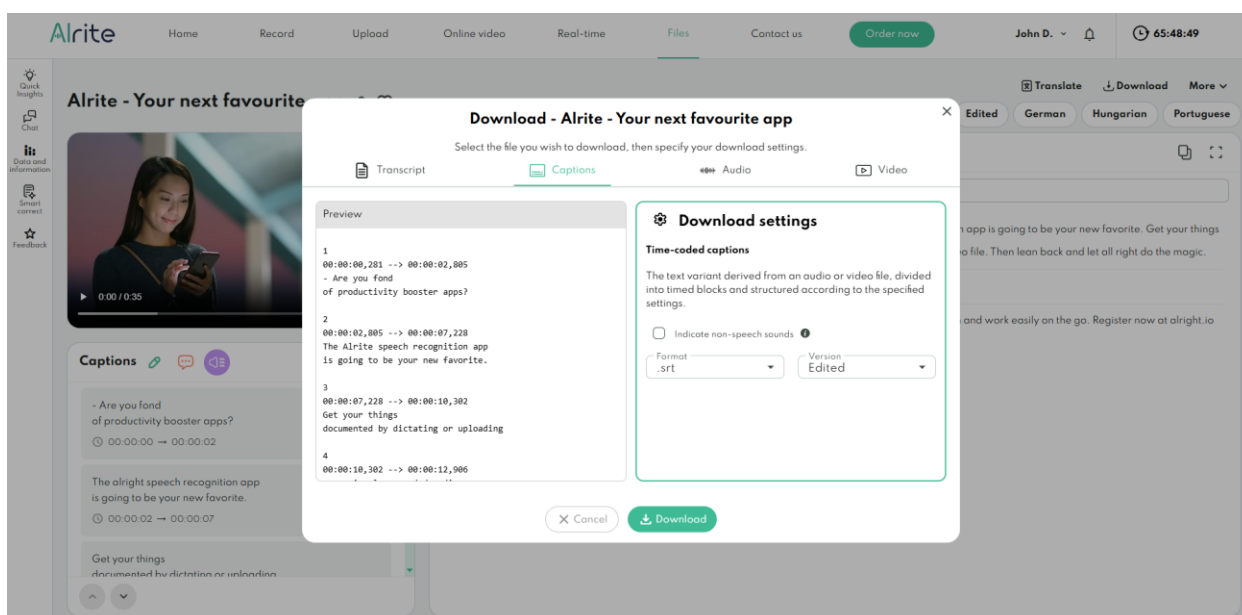 Alrite
Home
Record
Upload
Online video
Real-time
Files
Contact us
Order now
John D.
65:48:49
Quick
Insights
Chat
Data and
information
Smart
correct
Feedback
Alrite - Your next favourite
Translate
Download
More
Edited
German
Hungarian
Portuguese
0:00 / 0:35
Captions
- Are you fond
of productivity booster apps?
00:00:00 → 00:00:02
The alright speech recognition app
is going to be your new favorite.
00:00:02 → 00:00:07
Get your things
documented by dictating or uploading
app is going to be your new favorite. Get your things
file. Then lean back and let all right do the magic.
and work easily on the go. Register now at alright.io
Download - Alrite - Your next favourite app
Select the file you wish to download, then specify your download settings.
Transcript
Captions
Audio
Video
Preview
1
00:00:00,281 --> 00:00:02,805
- Are you fond
of productivity booster apps?
2
00:00:02,805 --> 00:00:07,228
The Alrite speech recognition app
is going to be your new favorite.
3
00:00:07,228 --> 00:00:10,302
Get your things
documented by dictating or uploading
4
00:00:10,302 --> 00:00:12,906
Download settings
Time-coded captions
The text variant derived from an audio or video file, divided
into timed blocks and structured according to the specified
settings.
Indicate non-speech sounds
Format
.srt
Version
Edited
Cancel
Download